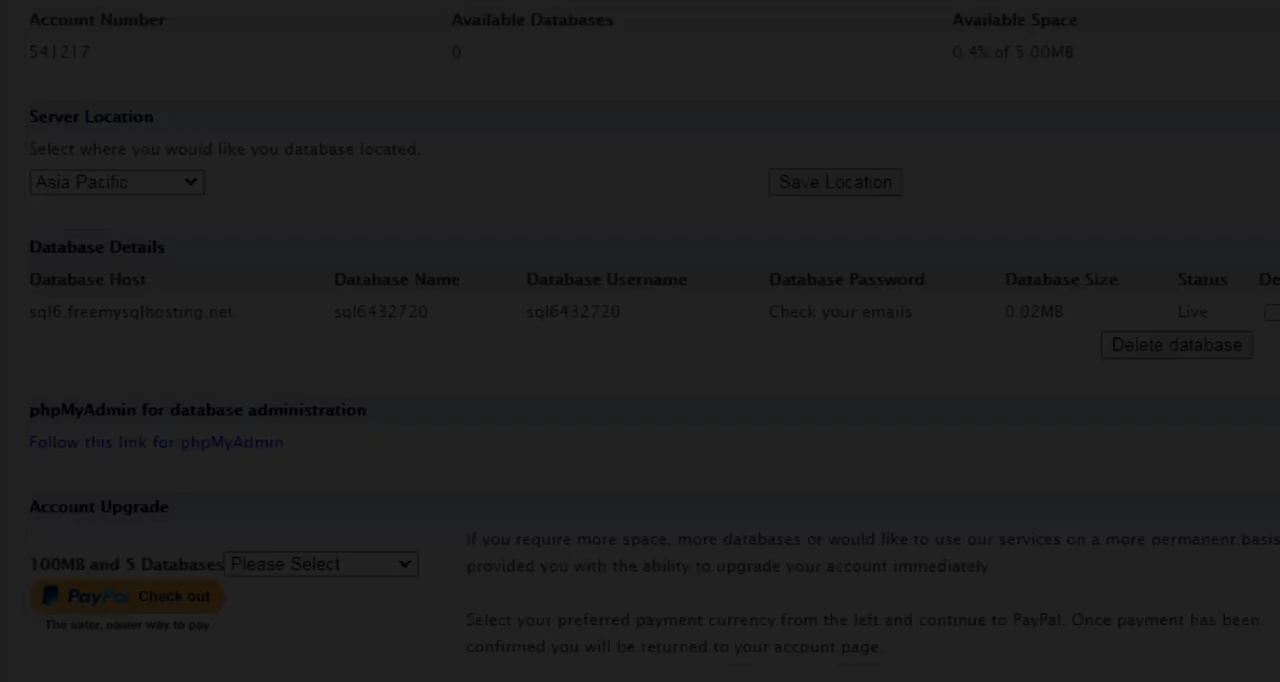 Account Number Available Databases Available Space
541217 0 0.4% of 5.00MB
Server Location
Select where you would like you database located.
Asia Pacific Save Location
Database Details
Database Host Database Name Database Username Database Password Database Size Status De
sql6.freemysqlhosting.net sql6432720 sql6432720 Check your emails 0.02MB Live
Delete database
phpMyAdmin for database administration
Follow this link for phpMyAdmin
Account Upgrade
If you require more space, more databases or would like to use our services on a more permanent basis
100MB and 5 Databases Please Select provided you with the ability to upgrade your account immediately
PayPal Check out
The safer, easier way to pay
Select your preferred payment currency from the left and continue to PayPal. Once payment has been
confirmed you will be returned to your account page.